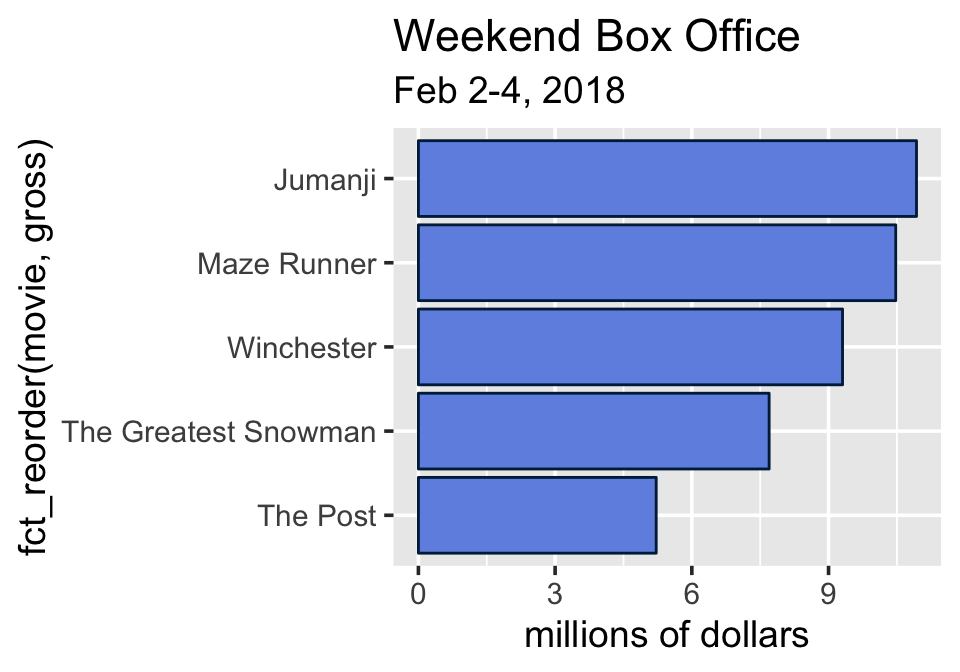 Weekend Box Office
Feb 2-4, 2018
fct_reorder(movie, gross)
Jumanji
Maze Runner
Winchester
The Greatest Snowman
The Post
0 3 6 9
millions of dollars